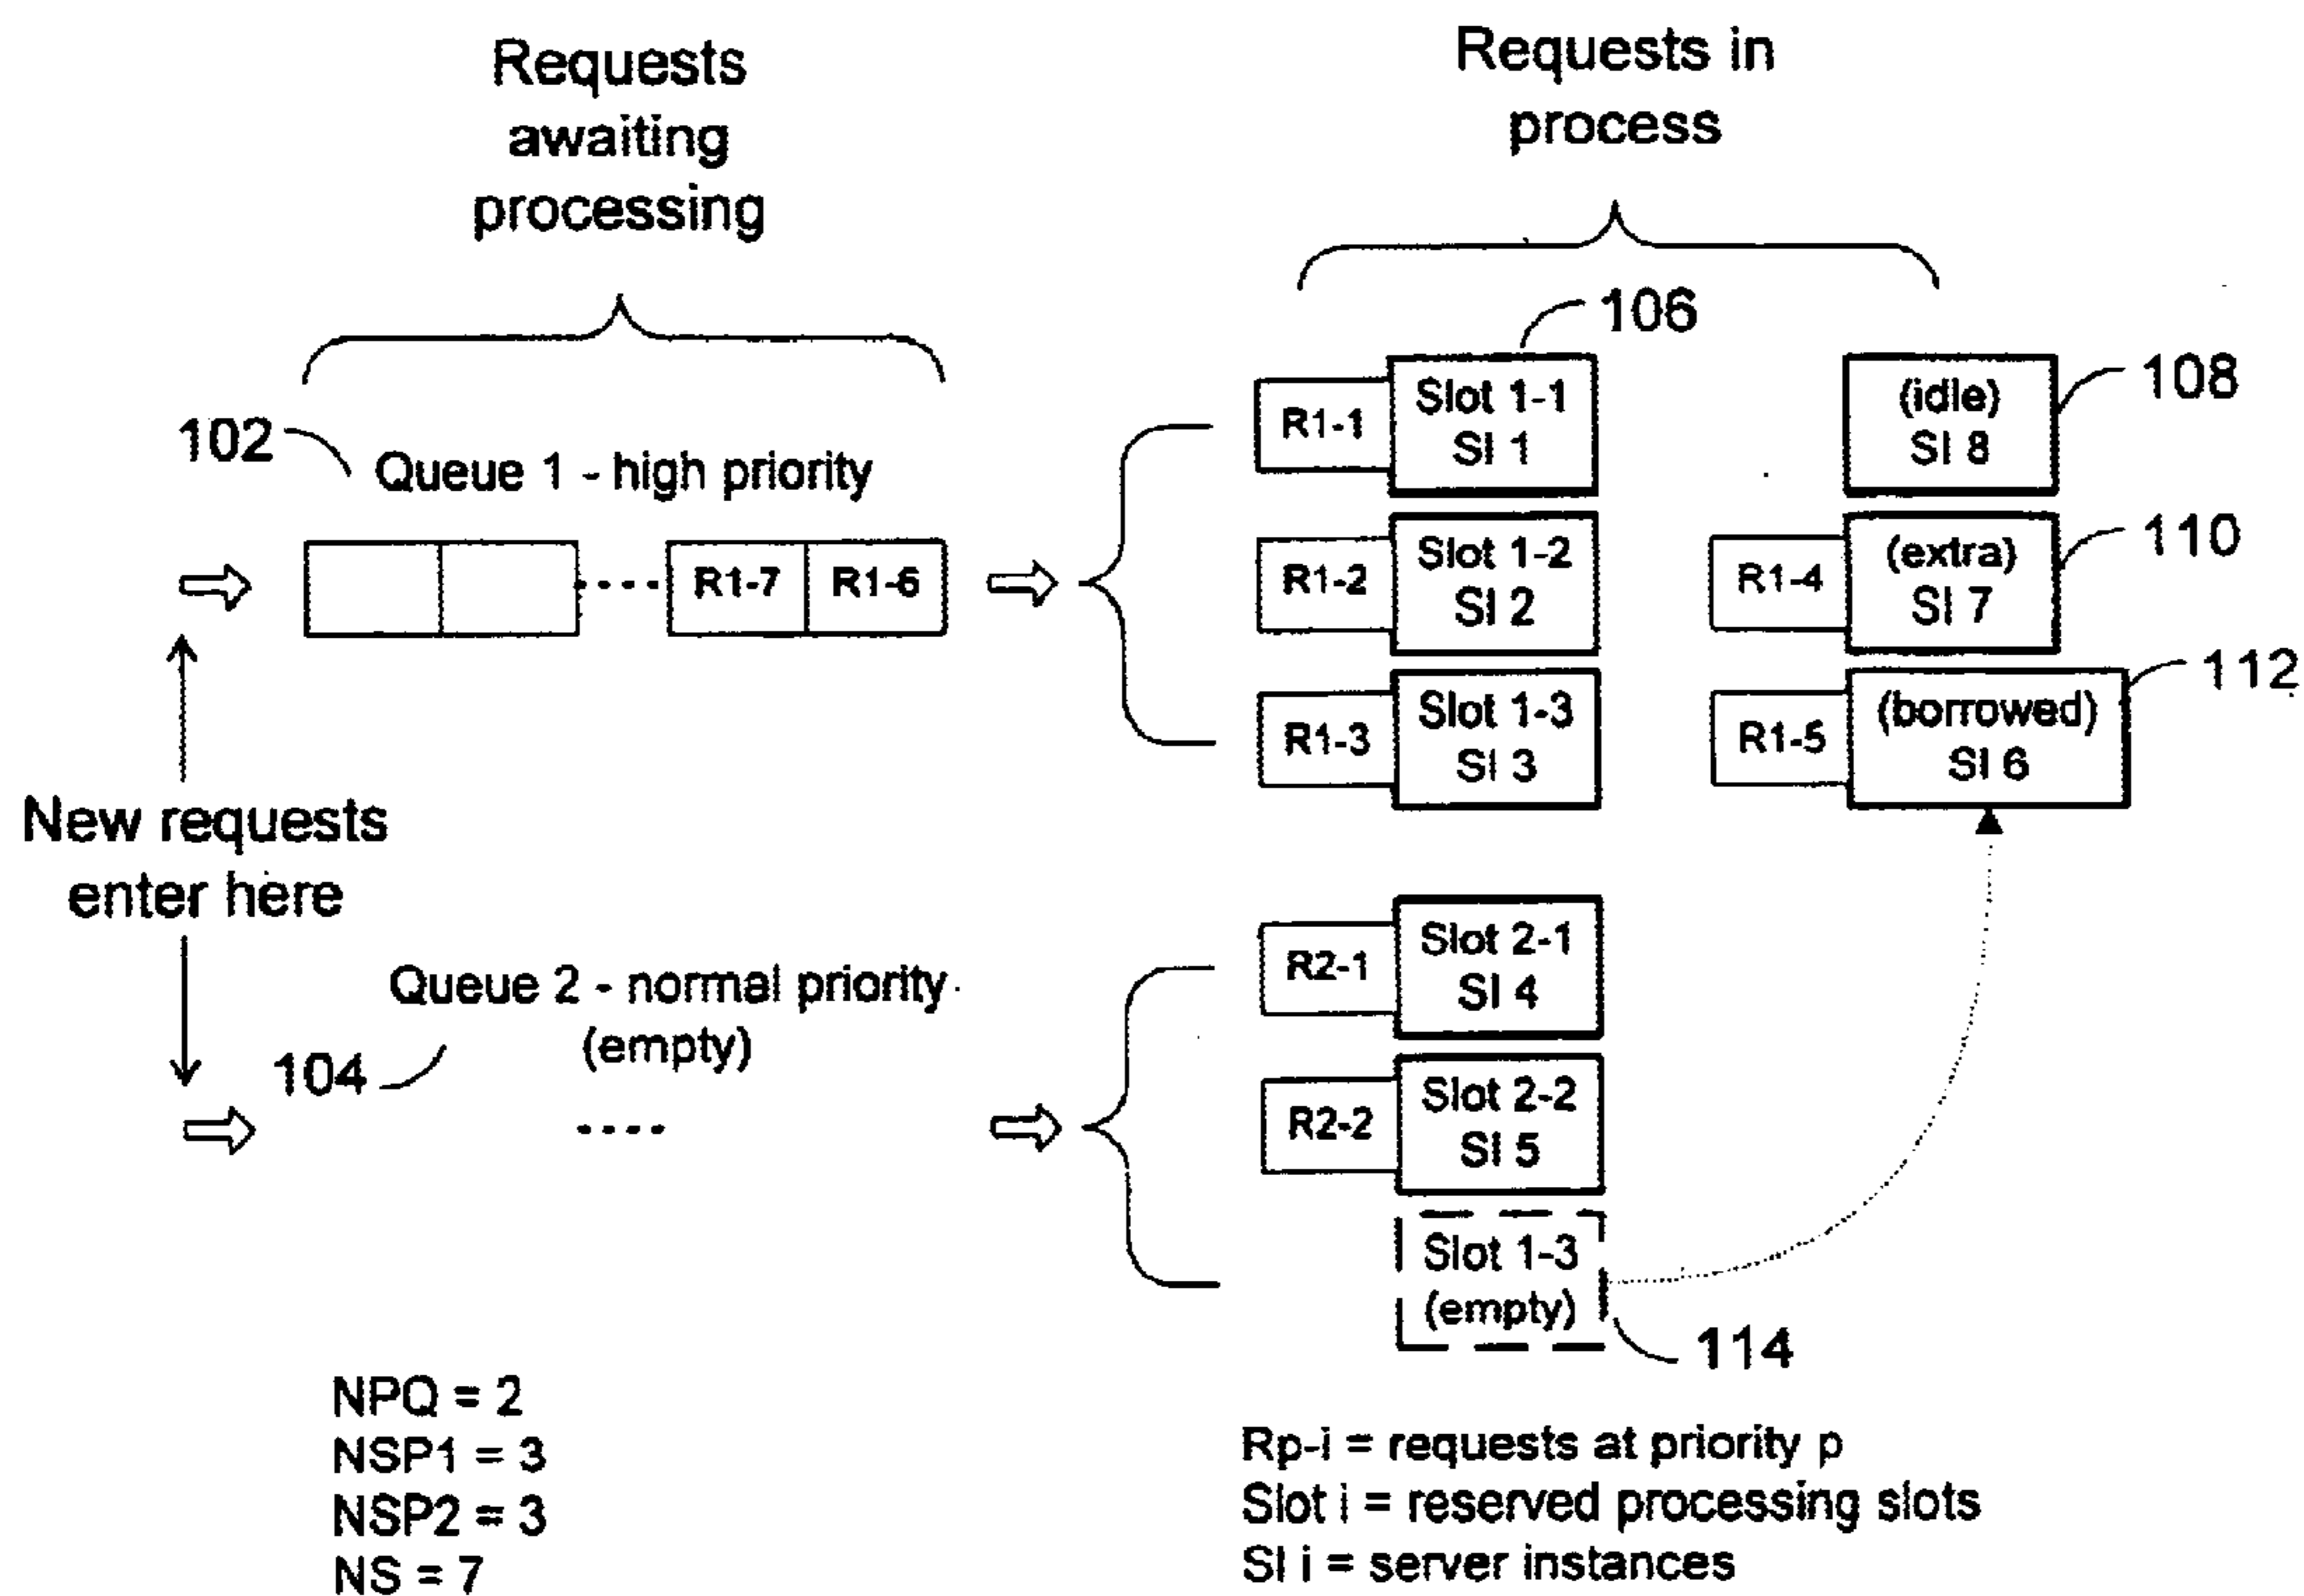 Requests
awaiting
processing
Requests in
process
106
R1-1
Slot 1-1
SI 1
(idle)
SI 8
108
102
Queue 1 - high priority
R1-7
R1-6
R1-2
Slot 1-2
SI 2
R1-4
(extra)
SI 7
110
R1-3
Slot 1-3
SI 3
R1-5
(borrowed)
SI 6
112
New requests
enter here
Queue 2 - normal priority
(empty)
104
R2-1
Slot 2-1
SI 4
R2-2
Slot 2-2
SI 5
Slot 1-3
(empty)
114
NPQ = 2
NSP1 = 3
NSP2 = 3
NS = 7
Rp-i = requests at priority p
Slot i = reserved processing slots
SI i = server instances